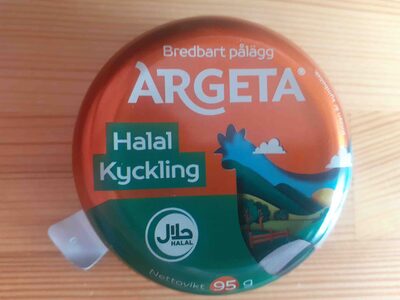 Bredbart pålägg
ARGETA®
Halal
Kyckling
حلال
HALAL
Nettovikt 95 g